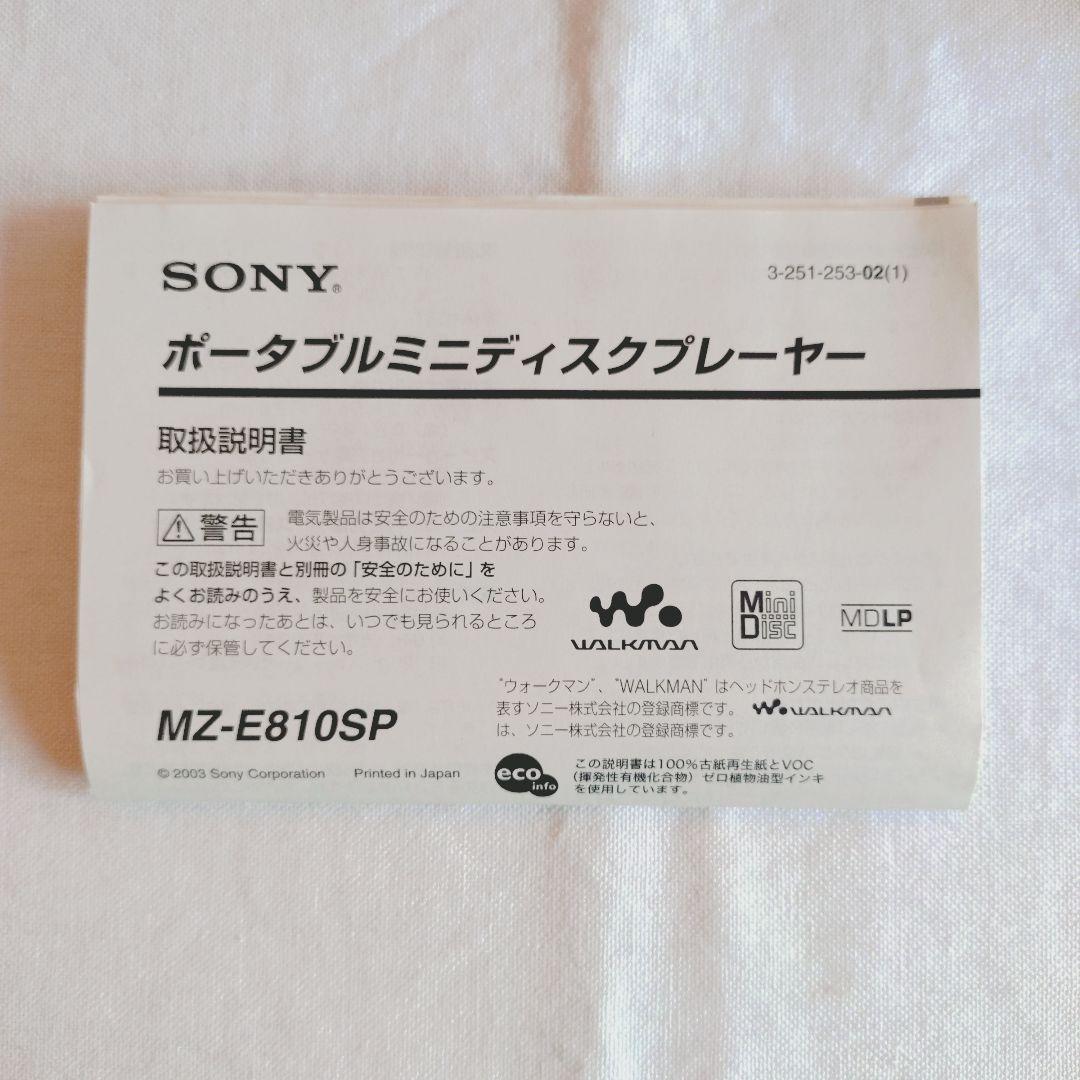 SONY®
3-251-253-02(1)
ポータブルミニディスクプレーヤー
取扱説明書
お買い上げいただきありがとうございます。
警告
電気製品は安全のための注意事項を守らないと、
火災や人身事故になることがあります。
この取扱説明書と別冊の「安全のために」を
よくお読みのうえ、製品を安全にお使いください。
お読みになったあとは、いつでも見られるところ
に必ず保管してください。
WALKMAN
Mini
Disc
MDLP
"ウォークマン"、"WALKMAN" はヘッドホンステレオ商品を
表すソニー株式会社の登録商標です。 WALKMAN
は、ソニー株式会社の登録商標です。
MZ-E810SP
© 2003 Sony Corporation Printed in Japan
eco
info
この説明書は100%古紙再生紙とVOC
(揮発性有機化合物) ゼロ植物油型インキ
を使用しています。